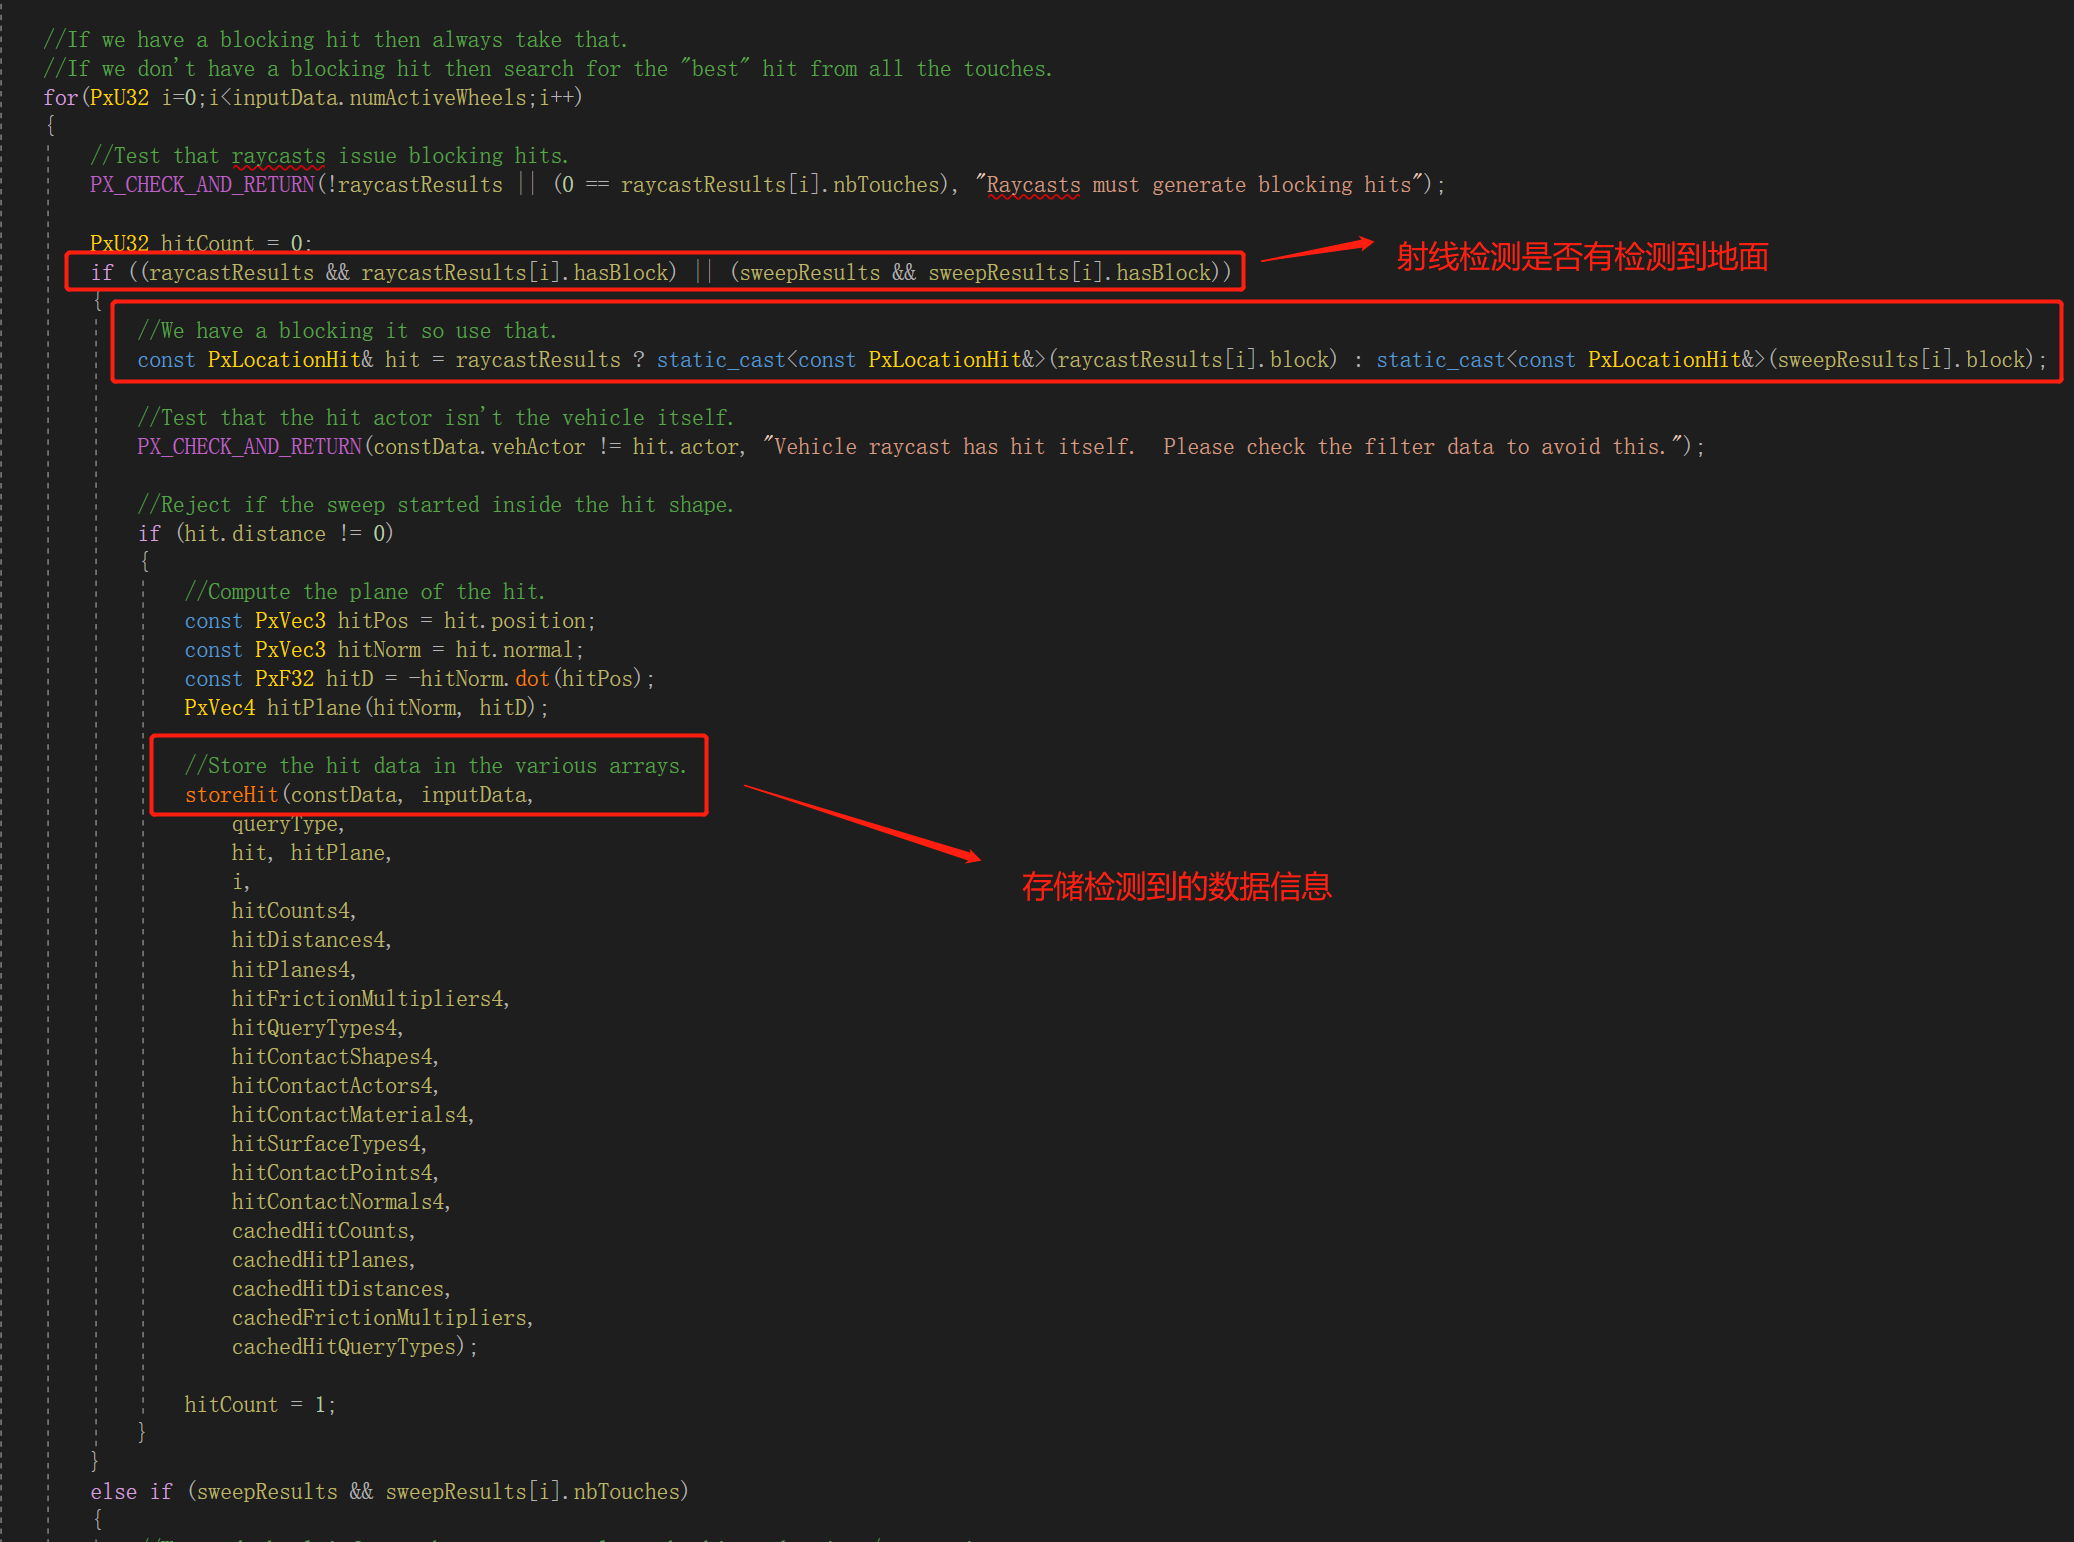 //If we have a blocking hit then always take that.
//If we don't have a blocking hit then search for the "best" hit from all the touches.
for(PxU32 i=0;i<inputData.numActiveWheels;i++)
{
//Test that raycasts issue blocking hits.
PX_CHECK_AND_RETURN(!raycastResults || (0 == raycastResults[i].nbTouches), "Raycasts must generate blocking hits");
PxU32 hitCount = 0;
if ((raycastResults && raycastResults[i].hasBlock) || (sweepResults && sweepResults[i].hasBlock))
射线检测是否有检测到地面
{
//We have a blocking it so use that.
const PxLocationHit& hit = raycastResults ? static_cast<const PxLocationHit&>(raycastResults[i].block) : static_cast<const PxLocationHit&>(sweepResults[i].block);
//Test that the hit actor isn't the vehicle itself.
PX_CHECK_AND_RETURN(constData.vehActor != hit.actor, "Vehicle raycast has hit itself.  Please check the filter data to avoid this.");
//Reject if the sweep started inside the hit shape.
if (hit.distance != 0)
{
//Compute the plane of the hit.
const PxVec3 hitPos = hit.position;
const PxVec3 hitNorm = hit.normal;
const PxF32 hitD = -hitNorm.dot(hitPos);
PxVec4 hitPlane(hitNorm, hitD);
//Store the hit data in the various arrays.
storeHit(constData, inputData,
queryType,
hit, hitPlane,
存储检测到的数据信息
i,
hitCounts4,
hitDistances4,
hitPlanes4,
hitFrictionMultipliers4,
hitQueryTypes4,
hitContactShapes4,
hitContactActors4,
hitContactMaterials4,
hitSurfaceTypes4,
hitContactPoints4,
hitContactNormals4,
cachedHitCounts,
cachedHitPlanes,
cachedHitDistances,
cachedFrictionMultipliers,
cachedHitQueryTypes);
hitCount = 1;
}
}
else if (sweepResults && sweepResults[i].nbTouches)
{